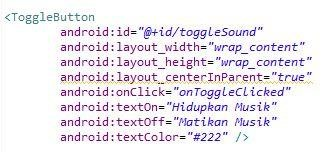 <ToggleButton
android:id="@+id/toggleSound"
android:layout_width="wrap_content"
android:layout_height="wrap_content"
android:layout_centerInParent="true"
android:onClick="onToggleClicked"
android:textOn="Hidupkan Musik"
android:textOff="Matikan Musik"
android:textColor="#222" />